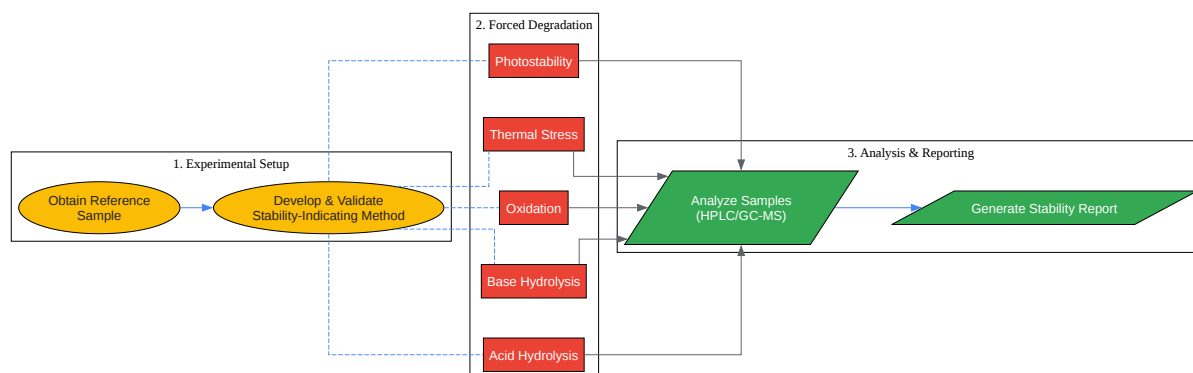 1. Experimental Setup
Obtain Reference
Sample
Develop & Validate
Stability-Indicating Method
2. Forced Degradation
Photostability
Thermal Stress
Oxidation
Base Hydrolysis
Acid Hydrolysis
3. Analysis & Reporting
Analyze Samples
(HPLC/GC-MS)
Generate Stability Report